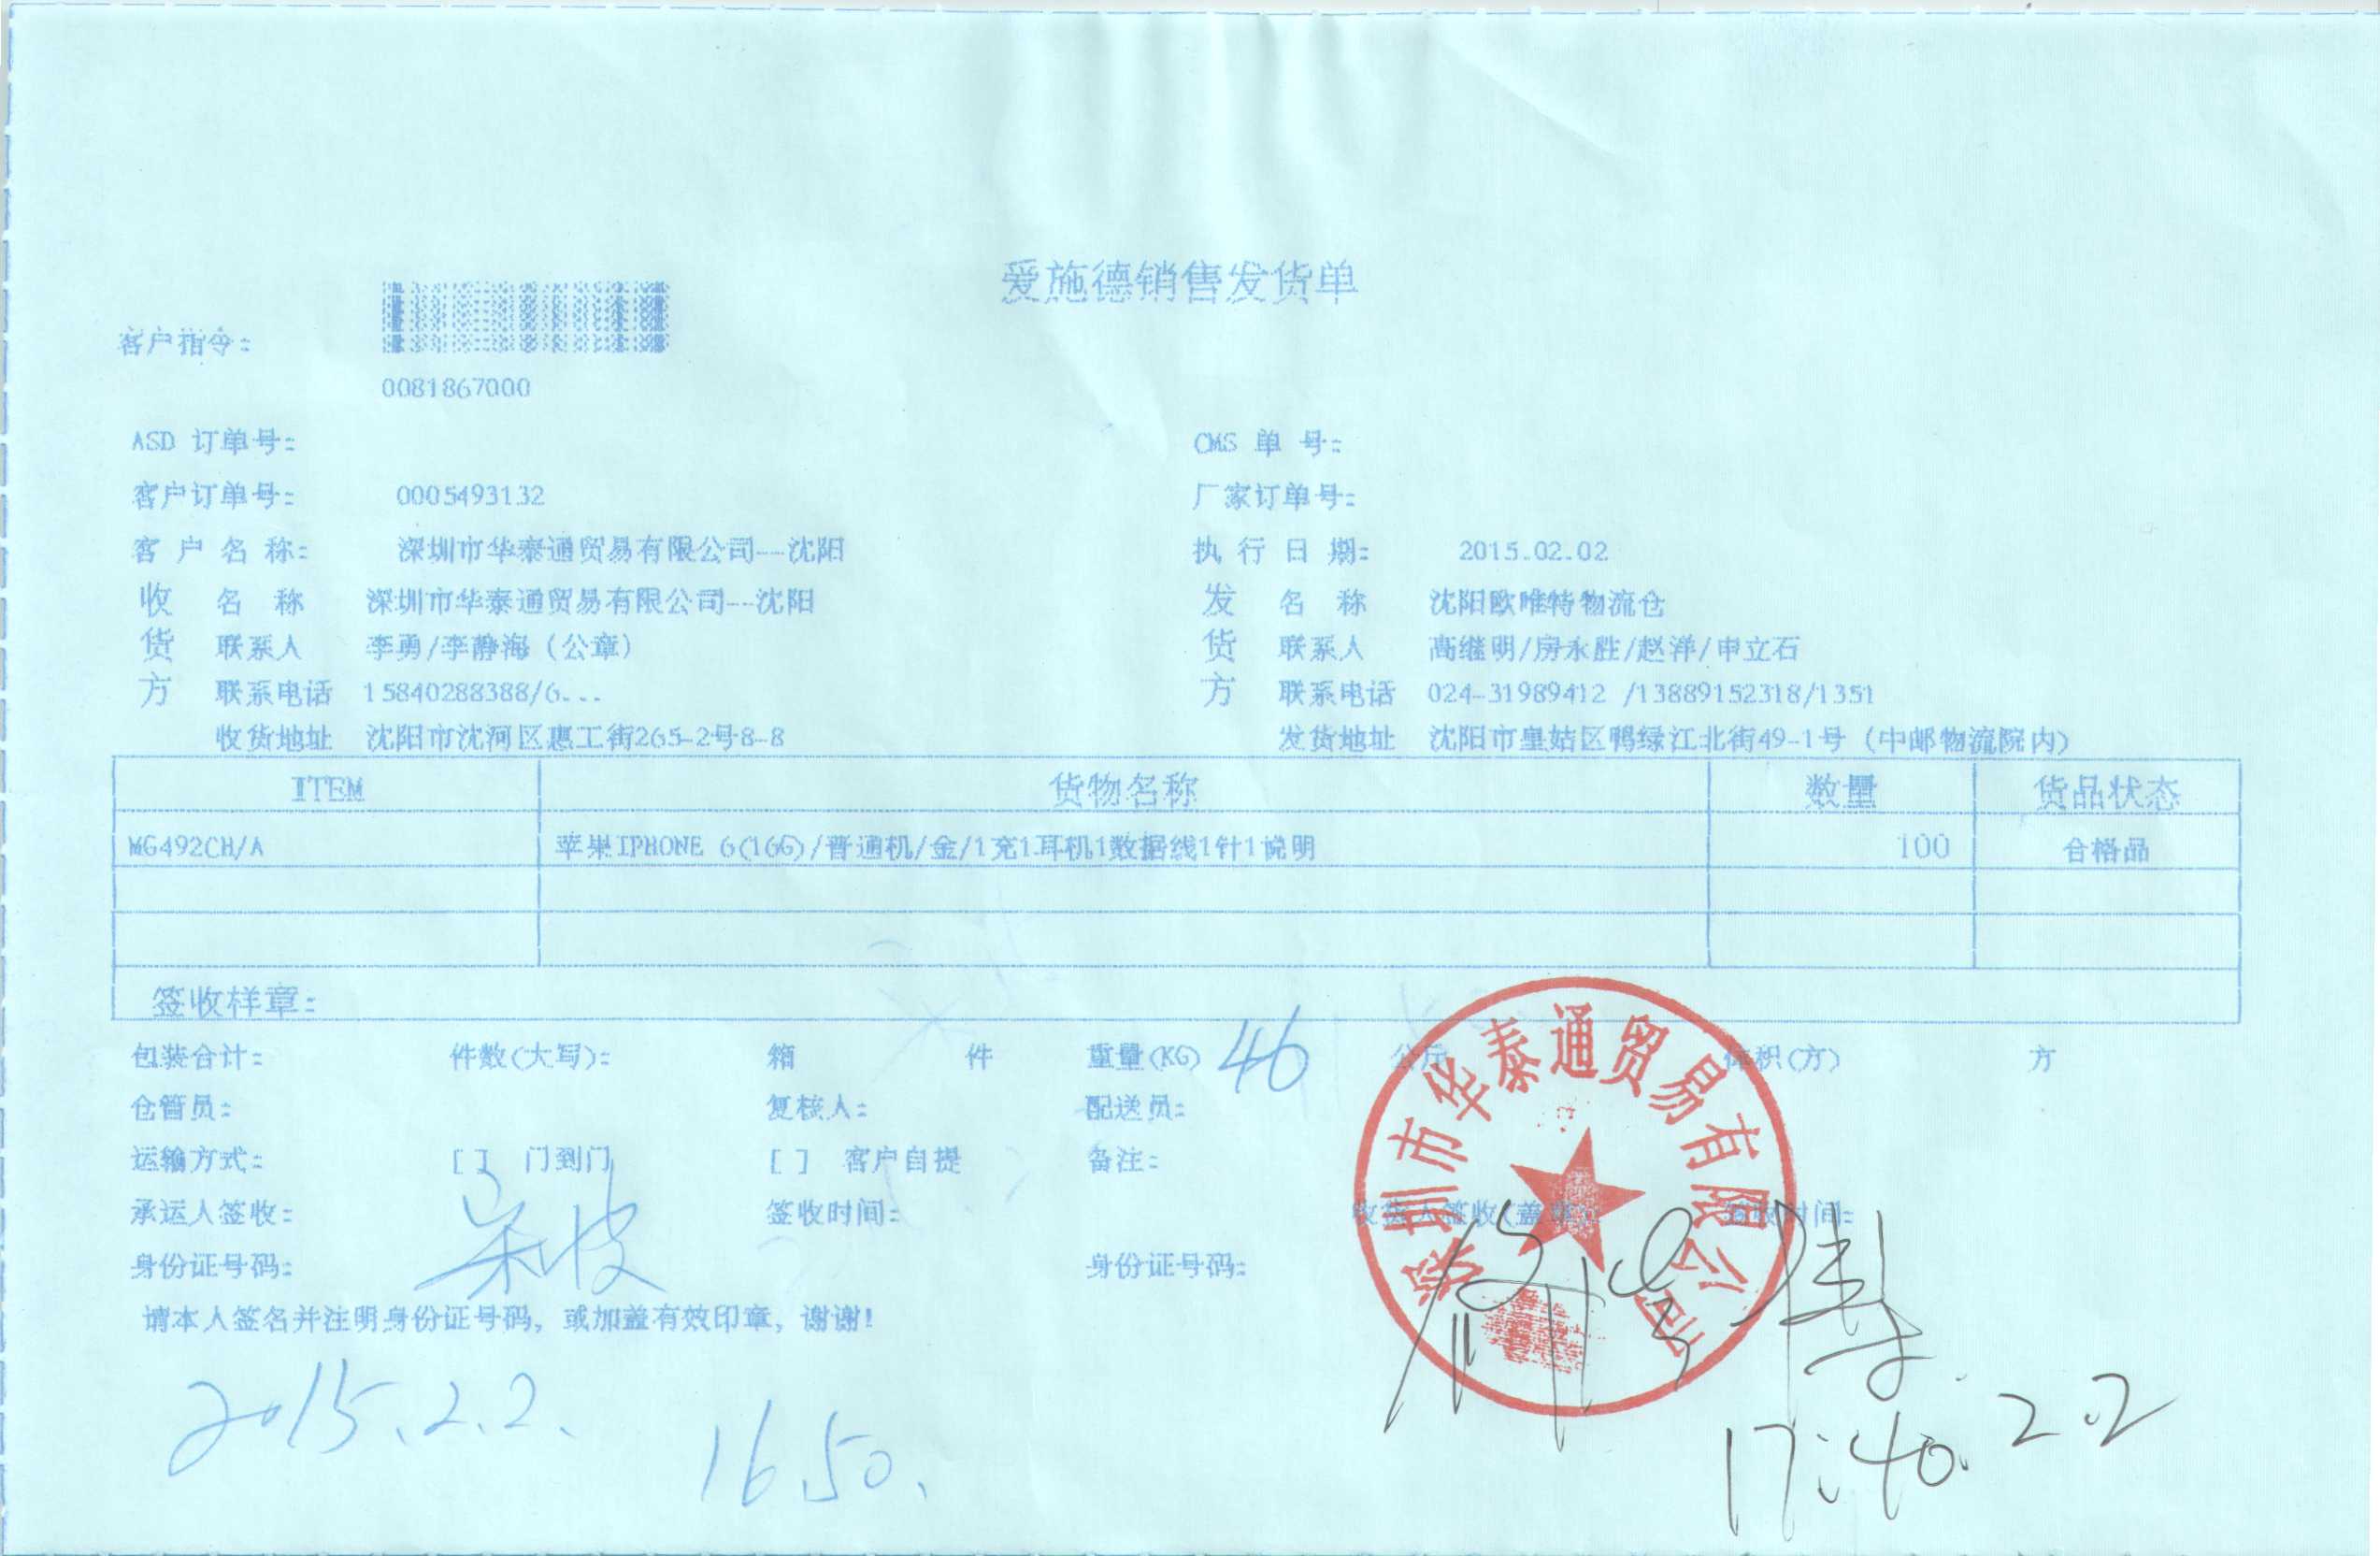 爱施德销售发货单
客户指令:
0081867000
ASD 订单号: CMS 单 号:
客户订单号: 0005493132 厂家订单号:
客 户 名 称: 深圳市华泰通贸易有限公司--沈阳 执 行 日 期: 2015.02.02
收 名 称 深圳市华泰通贸易有限公司--沈阳 发 名 称 沈阳欧唯特物流仓
货 联系人 李勇/李静海(公章) 货 联系人 高继明/房永胜/赵洋/申立石
方 联系电话 15840288388/6... 方 联系电话 024-31989412 /13889152318/1351
收货地址 沈阳市沈河区惠工街265-2号8-8 发货地址 沈阳市皇姑区鸭绿江北街49-1号(中邮物流院内)
ITEM 货物名称 数量 货品状态
MG492CH/A 苹果IPHONE 6(16G)/普通机/金/1充1耳机1数据线1针1说明 100 合格品
签收样章:
包装合计: 件数(大写): 箱 件 重量(KG) 46 公斤 体积(方) 方
仓管员: 复核人: 配送员:
运输方式: [ ] 门到门 [ ] 客户自提 备注:
承运人签收: 签收时间: 收货人签收(盖章) 签收时间:
身份证号码: 身份证号码:
请本人签名并注明身份证号码，或加盖有效印章，谢谢!
深圳市华泰通贸易有限公司
2015.2.2.
16.50.
17:40. 2.2